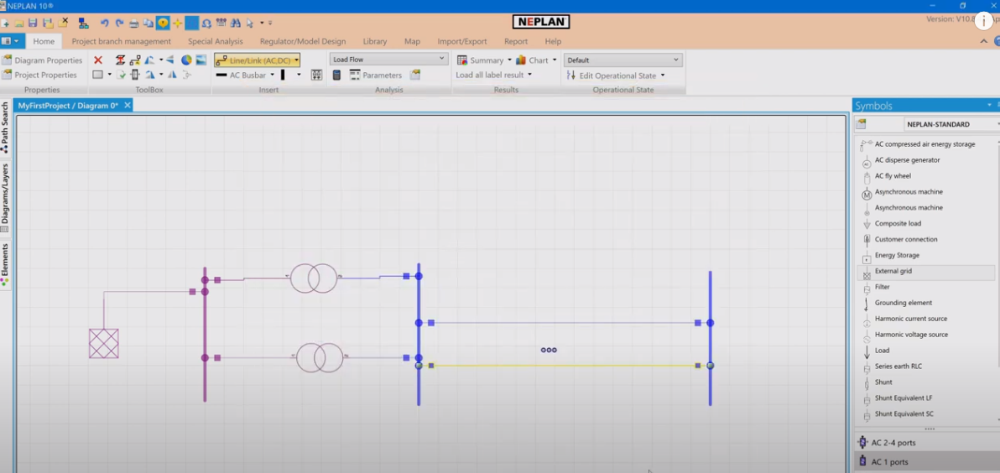 NEPLAN 10®
NEPLAN
Version: V10.8
Home Project branch management Special Analysis Regulator/Model Design Library Map Import/Export Report Help
Diagram Properties Line/Link (AC,DC) Load Flow Summary Chart Default
Project Properties AC Busbar Parameters Load all label result Edit Operational State
Properties ToolBox Insert Analysis Results Operational State
MyFirstProject / Diagram 0*
Path Search
Diagrams/Layers
Elements
Symbols
NEPLAN-STANDARD
AC compressed air energy storage
AC disperse generator
AC fly wheel
Asynchronous machine
Asynchronous machine
Composite load
Customer connection
Energy Storage
External grid
Filter
Grounding element
Harmonic current source
Harmonic voltage source
Load
Series earth RLC
Shunt
Shunt Equivalent LF
Shunt Equivalent SC
AC 2-4 ports
AC 1 ports